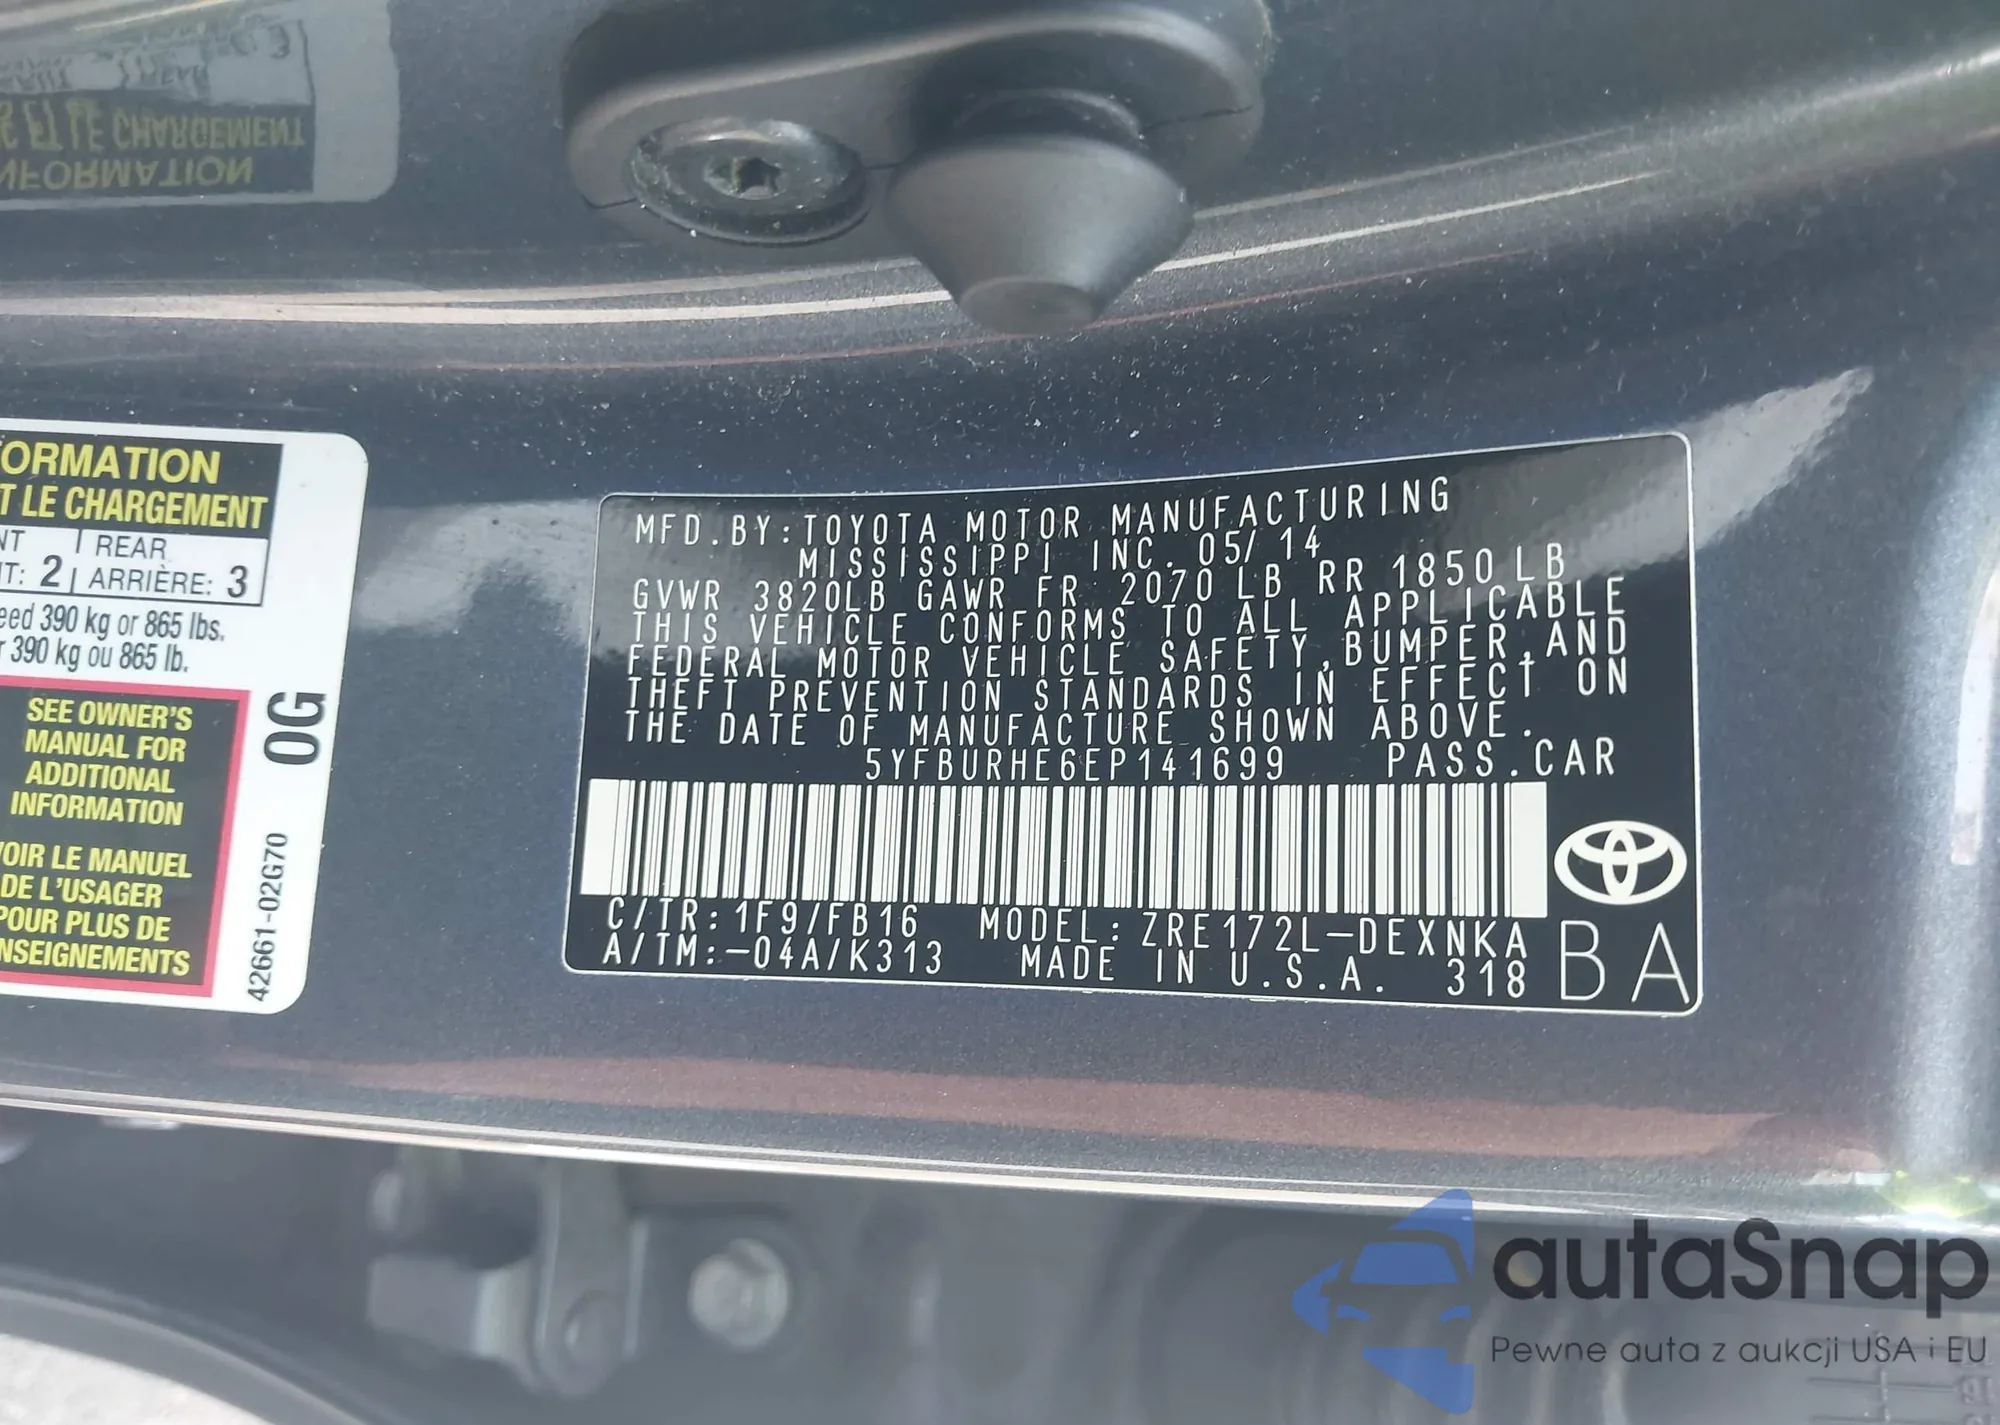 FORMATION
T LE CHARGEMENT
NT | REAR
T: 2 | ARRIÈRE: 3
eed 390 kg or 865 lbs.
r 390 kg ou 865 lb.
SEE OWNER'S
MANUAL FOR
ADDITIONAL
INFORMATION
VOIR LE MANUEL
DE L'USAGER
POUR PLUS DE
NSEIGNEMENTS
0G
42661-02G70
MFD.BY:TOYOTA MOTOR MANUFACTURING
MISSISSIPPI INC. 05/14
GVWR 3820LB GAWR FR 2070 LB RR 1850 LB
THIS VEHICLE CONFORMS TO ALL APPLICABLE
FEDERAL MOTOR VEHICLE SAFETY,BUMPER,AND
THEFT PREVENTION STANDARDS IN EFFECT ON
THE DATE OF MANUFACTURE SHOWN ABOVE.
5YFBURHE6EP141699 PASS.CAR
C/TR:1F9/FB16 MODEL:ZRE172L-DEXNKA
A/TM:-04A/K313 MADE IN U.S.A. 318
BA
autaSnap
Pewne auta z aukcji USA i EU